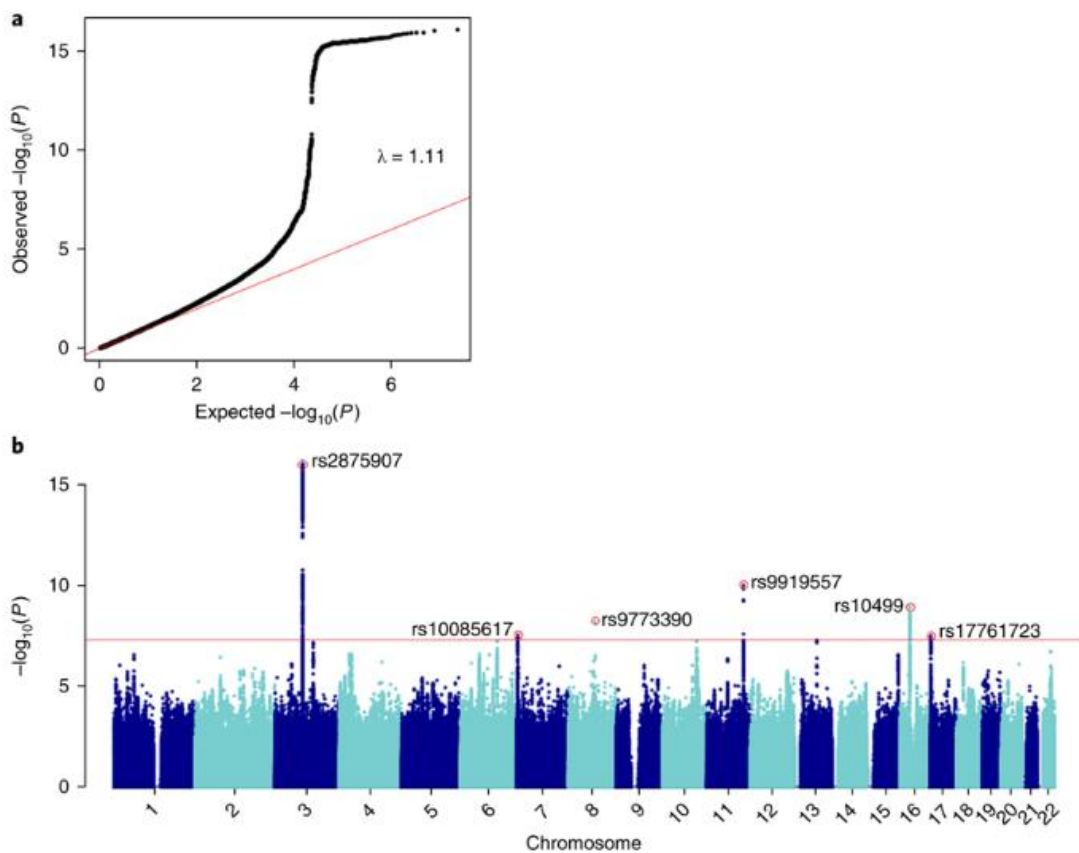 a
15
10
5
0
Observed –log10(P)
λ = 1.11
0 2 4 6
Expected –log10(P)
b
15
10
5
0
–log10(P)
rs2875907
rs9919557
rs10499
rs9773390
rs10085617
rs17761723
1 2 3 4 5 6 7 8 9 10 11 12 13 14 15 16 17 18 19 20 21 22
Chromosome